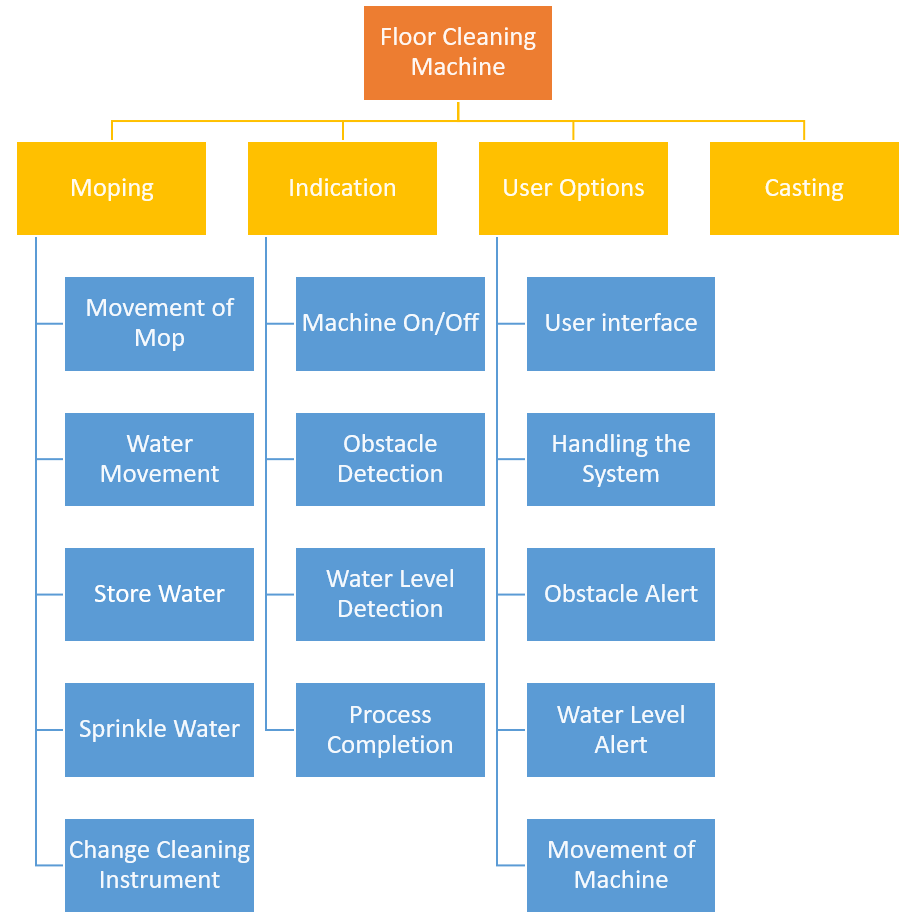 Floor Cleaning
Machine
Moping
Indication
User Options
Casting
Movement of
Mop
Water
Movement
Store Water
Sprinkle Water
Change Cleaning
Instrument
Machine On/Off
Obstacle
Detection
Water Level
Detection
Process
Completion
User interface
Handling the
System
Obstacle Alert
Water Level
Alert
Movement of
Machine